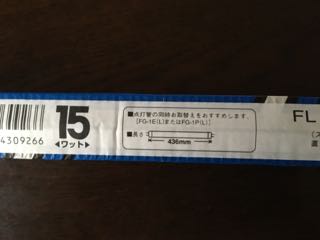 4309266
15
◀ワット▶
■点灯管の同時お取替えをおすすめします。
[FG-1E(L)またはFG-1P(L)]
■長さ
436mm
FL
直